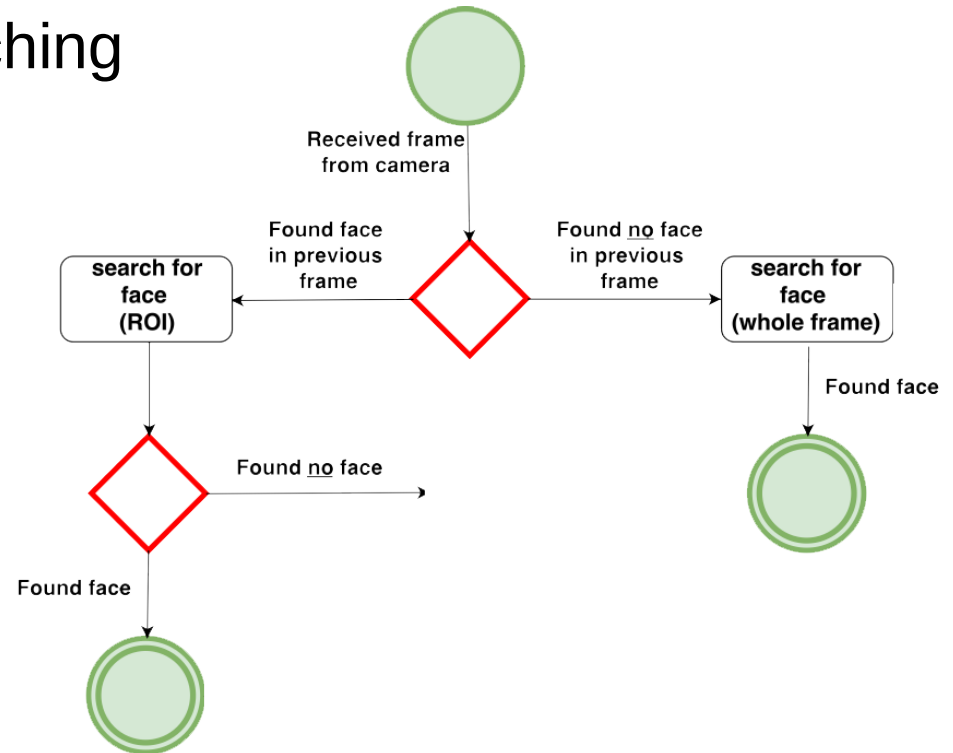 Received frame
from camera
Found face
in previous
frame
Found no face
in previous
frame
search for
face
(ROI)
search for
face
(whole frame)
Found face
Found no face
Found face